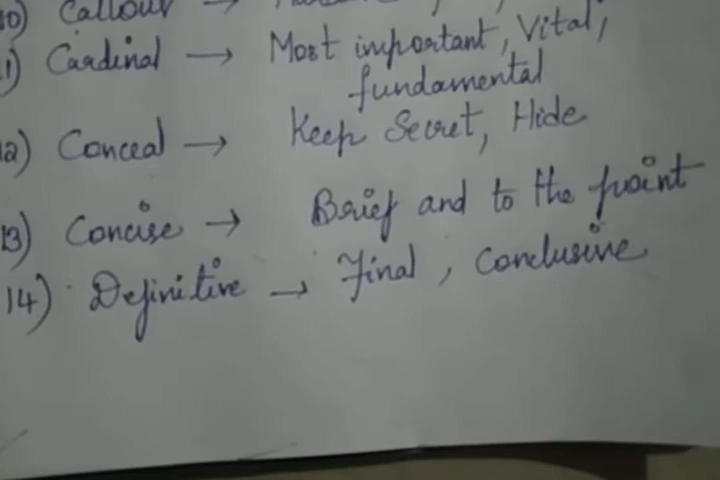 10) Callous →
11) Cardinal → Most important, Vital,
fundamental
12) Conceal → Keep Secret, Hide
13) Concise → Brief and to the point
14) Definitive → Final, Conclusive